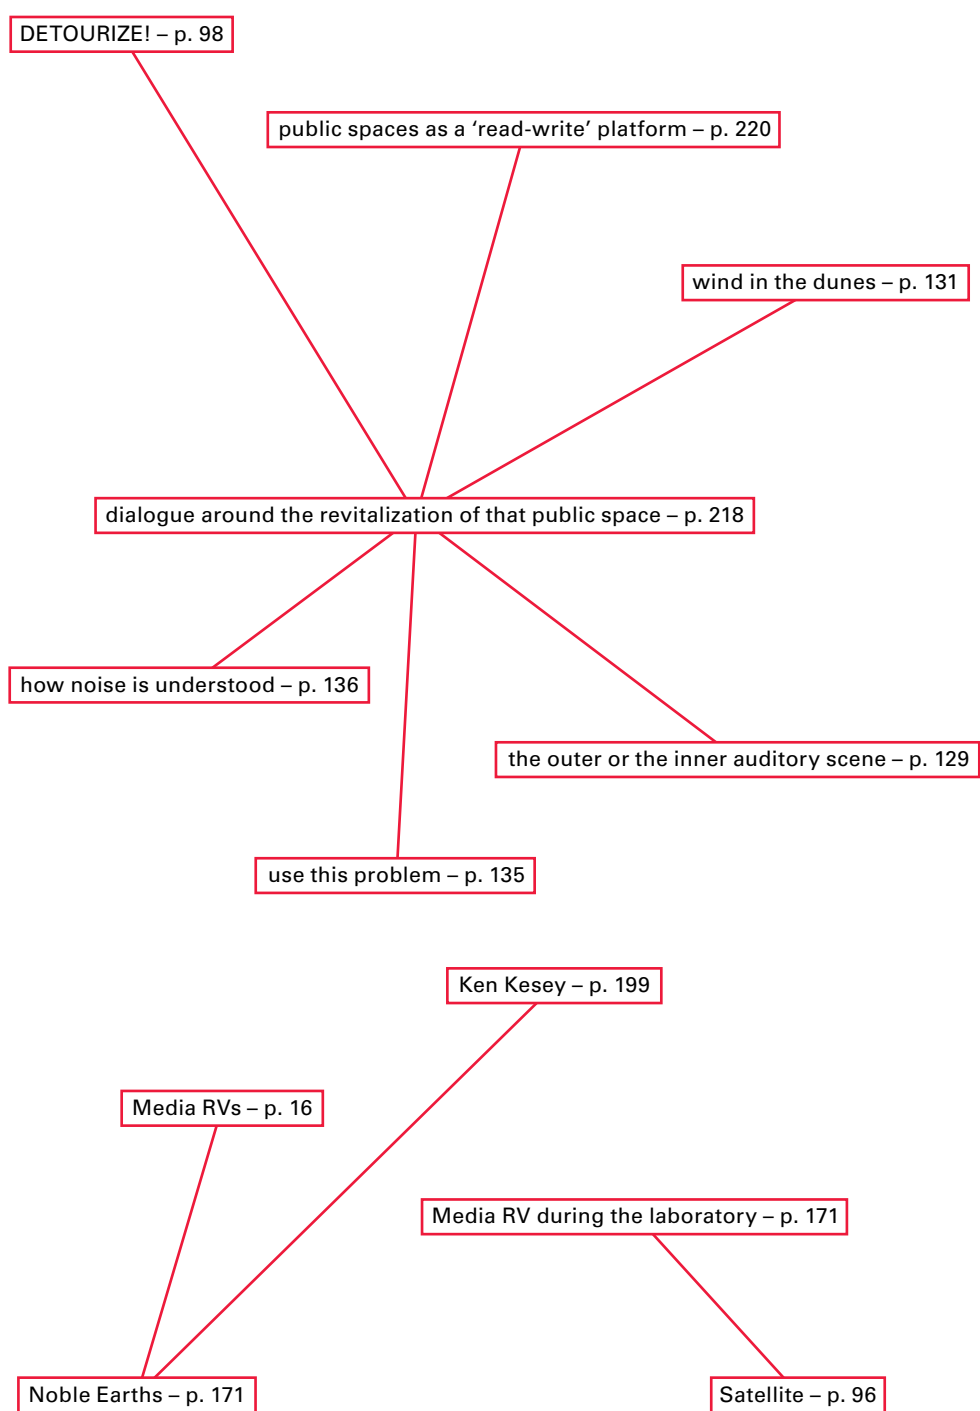 DETOURIZE! – p. 98
public spaces as a ‘read-write’ platform – p. 220
wind in the dunes – p. 131
dialogue around the revitalization of that public space – p. 218
how noise is understood – p. 136
the outer or the inner auditory scene – p. 129
use this problem – p. 135
Ken Kesey – p. 199
Media RVs – p. 16
Media RV during the laboratory – p. 171
Noble Earths – p. 171
Satellite – p. 96